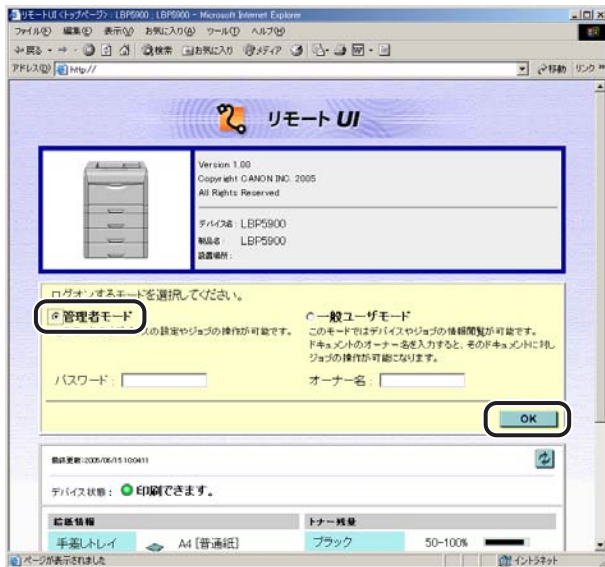 リモートUI <トップページ> : LBP5900 ; LBP5900 - Microsoft Internet Explorer
ファイル(F) 編集(E) 表示(V) お気に入り(A) ツール(T) ヘルプ(H)
戻る 検索 お気に入り メディア
アドレス(D) http:// 移動 リンク »
リモート UI
Version 1.00
Copyright CANON INC. 2005
All Rights Reserved
デバイス名 : LBP5900
製品名 : LBP5900
設置場所 :
ログオンするモードを選択してください。
管理者モード
スの設定やジョブの操作が可能です。
一般ユーザモード
このモードではデバイスやジョブの情報閲覧が可能です。
ドキュメントのオーナー名を入力すると、そのドキュメントに対し
ジョブの操作が可能になります。
パスワード :
オーナー名 :
OK
最終更新 : 2005/06/15 10:04:11
デバイス状態 : 印刷できます。
給紙情報
手差しトレイ A4 [普通紙]
トナー残量
ブラック 50-100%
ページが表示されました
イントラネット